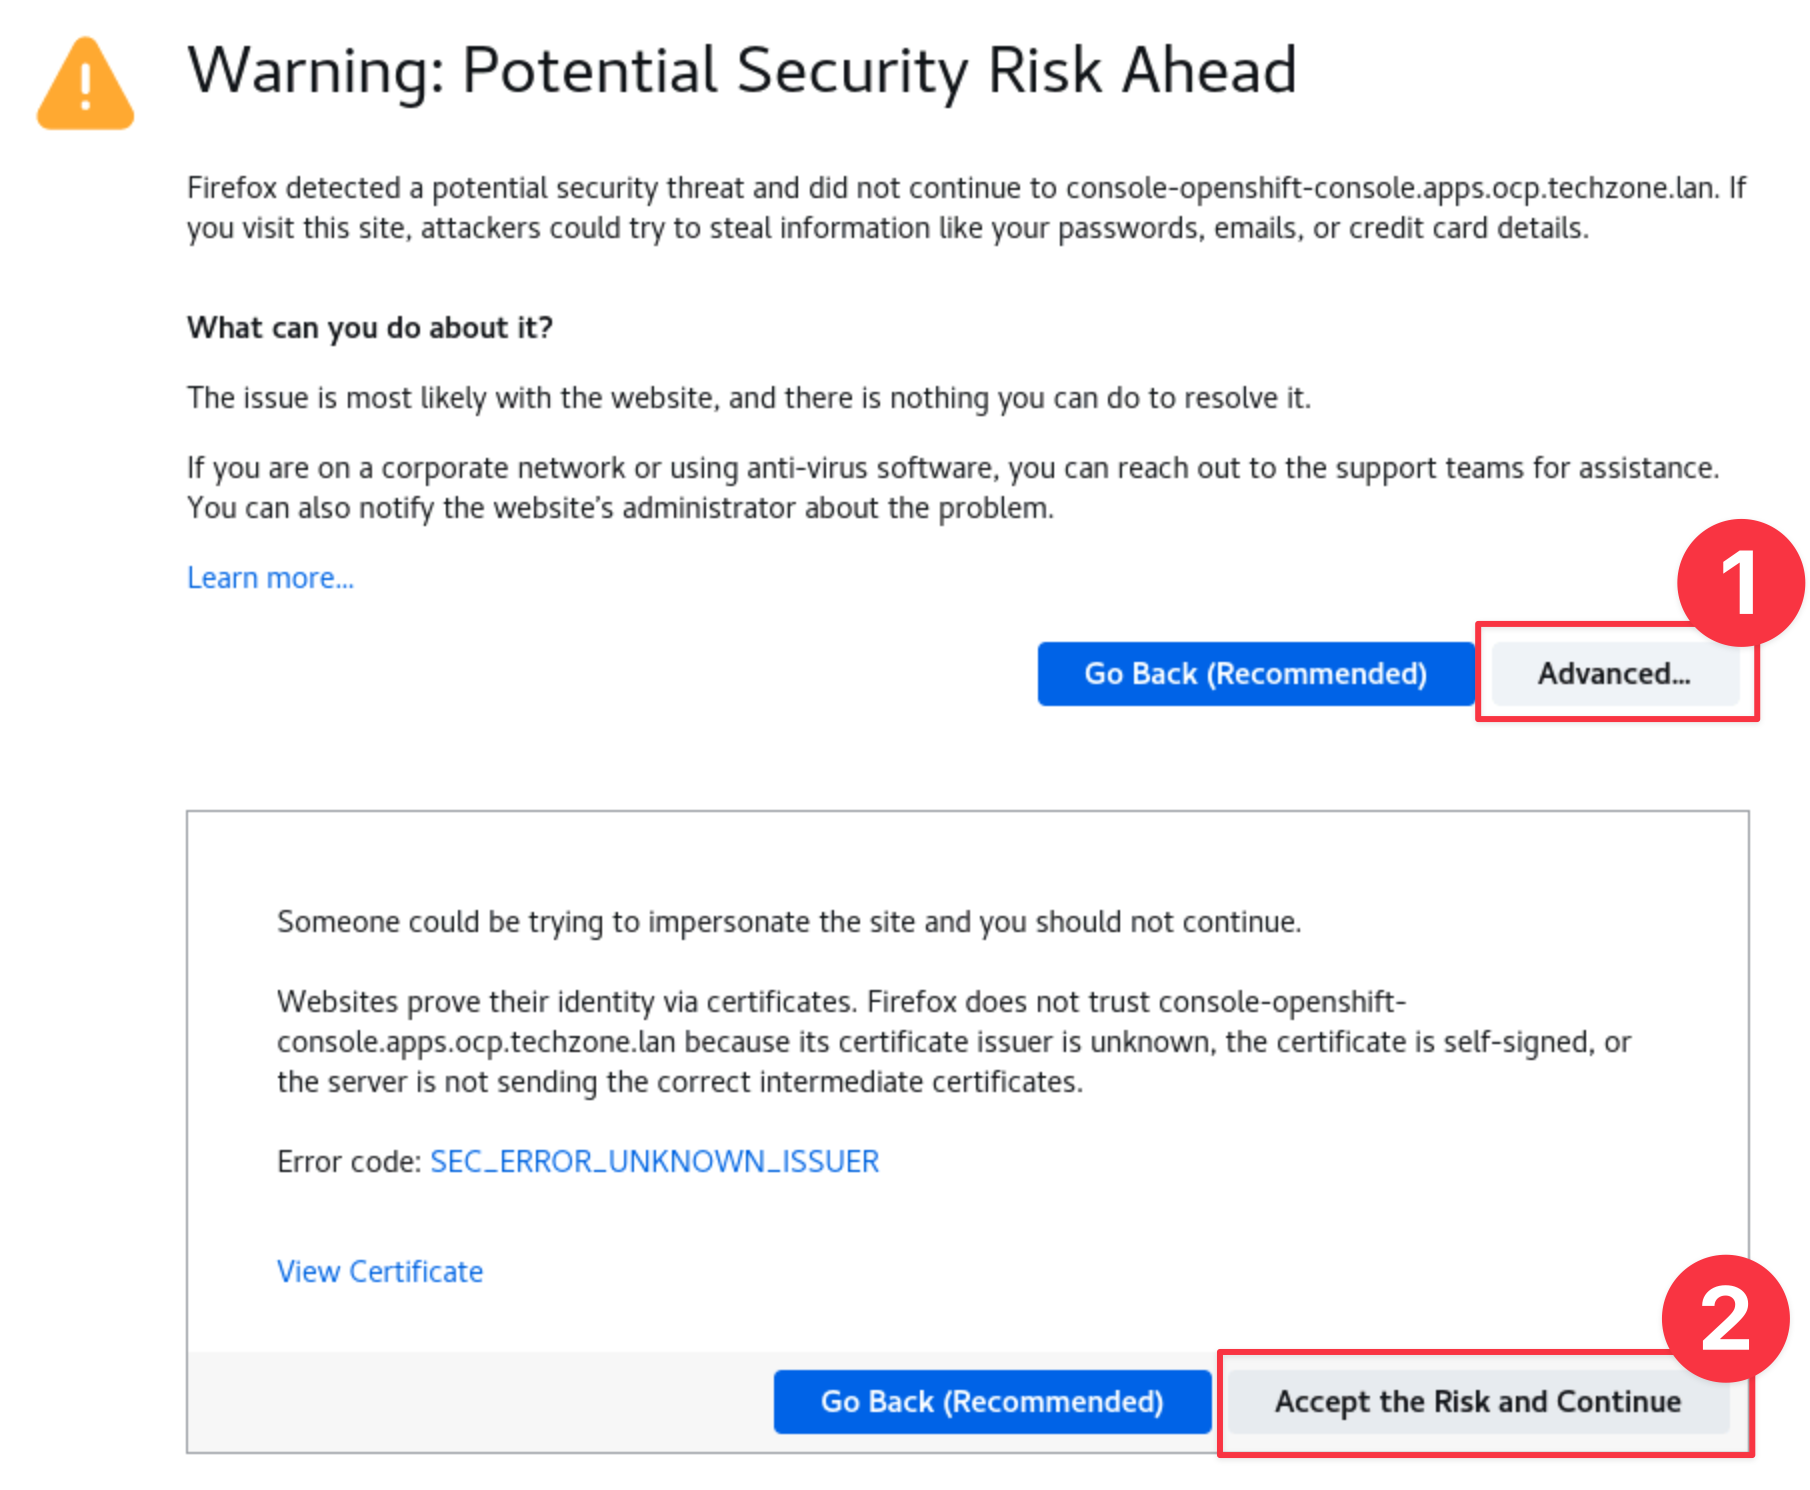 Warning: Potential Security Risk Ahead
Firefox detected a potential security threat and did not continue to console-openshift-console.apps.ocp.techzone.lan. If
you visit this site, attackers could try to steal information like your passwords, emails, or credit card details.
What can you do about it?
The issue is most likely with the website, and there is nothing you can do to resolve it.
If you are on a corporate network or using anti-virus software, you can reach out to the support teams for assistance.
You can also notify the website's administrator about the problem.
Learn more...
1
Go Back (Recommended)
Advanced...
Someone could be trying to impersonate the site and you should not continue.
Websites prove their identity via certificates. Firefox does not trust console-openshift-
console.apps.ocp.techzone.lan because its certificate issuer is unknown, the certificate is self-signed, or
the server is not sending the correct intermediate certificates.
Error code: SEC_ERROR_UNKNOWN_ISSUER
View Certificate
2
Go Back (Recommended)
Accept the Risk and Continue